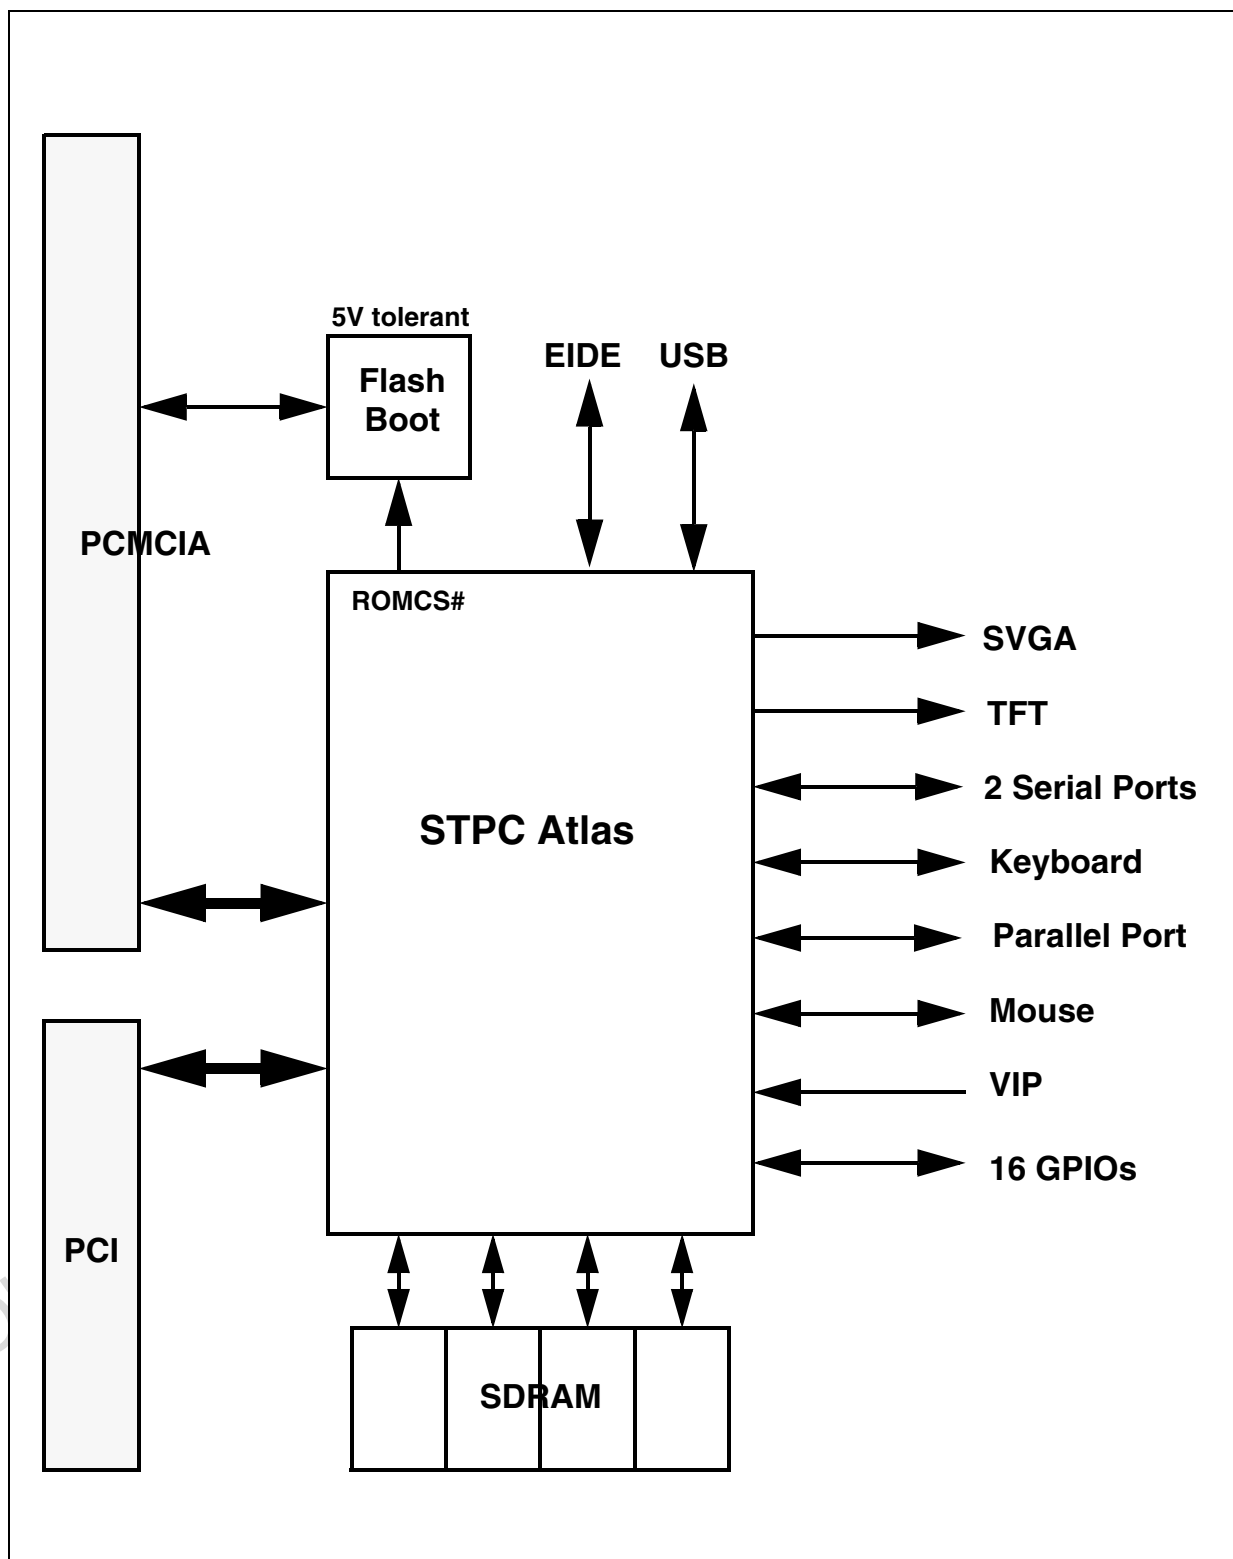 5V tolerant
Flash
Boot
EIDE
USB
PCMCIA
ROMCS#
SVGA
TFT
2 Serial Ports
STPC Atlas
Keyboard
Parallel Port
Mouse
VIP
16 GPIOs
PCI
SDRAM